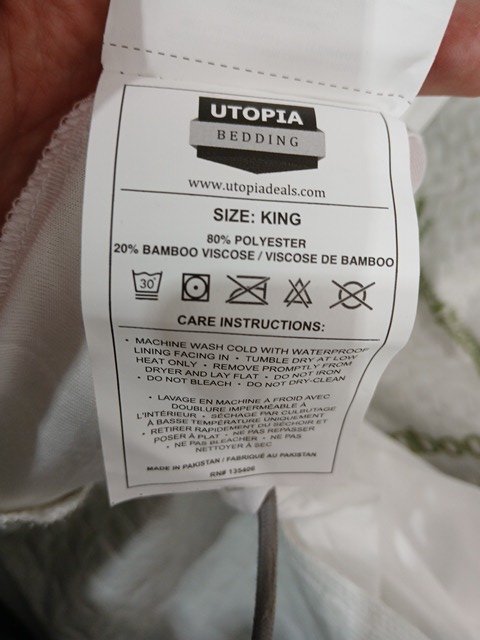 UTOPIA
BEDDING
www.utopiadeals.com
SIZE: KING
80% POLYESTER
20% BAMBOO VISCOSE / VISCOSE DE BAMBOO
30°
CARE INSTRUCTIONS:
• MACHINE WASH COLD WITH WATERPROOF
LINING FACING IN • TUMBLE DRY AT LOW
HEAT ONLY • REMOVE PROMPTLY FROM
DRYER AND LAY FLAT • DO NOT IRON
• DO NOT BLEACH • DO NOT DRY-CLEAN
• LAVAGE EN MACHINE À FROID AVEC
DOUBLURE IMPERMÉABLE À
L'INTÉRIEUR • SÉCHAGE PAR CULBUTAGE
À BASSE TEMPÉRATURE UNIQUEMENT
• RETIRER RAPIDEMENT DU SÉCHOIR ET
POSER À PLAT • NE PAS REPASSER
• NE PAS BLEACHER • NE PAS
NETTOYER À SEC
MADE IN PAKISTAN / FABRIQUÉ AU PAKISTAN
RN# 135406